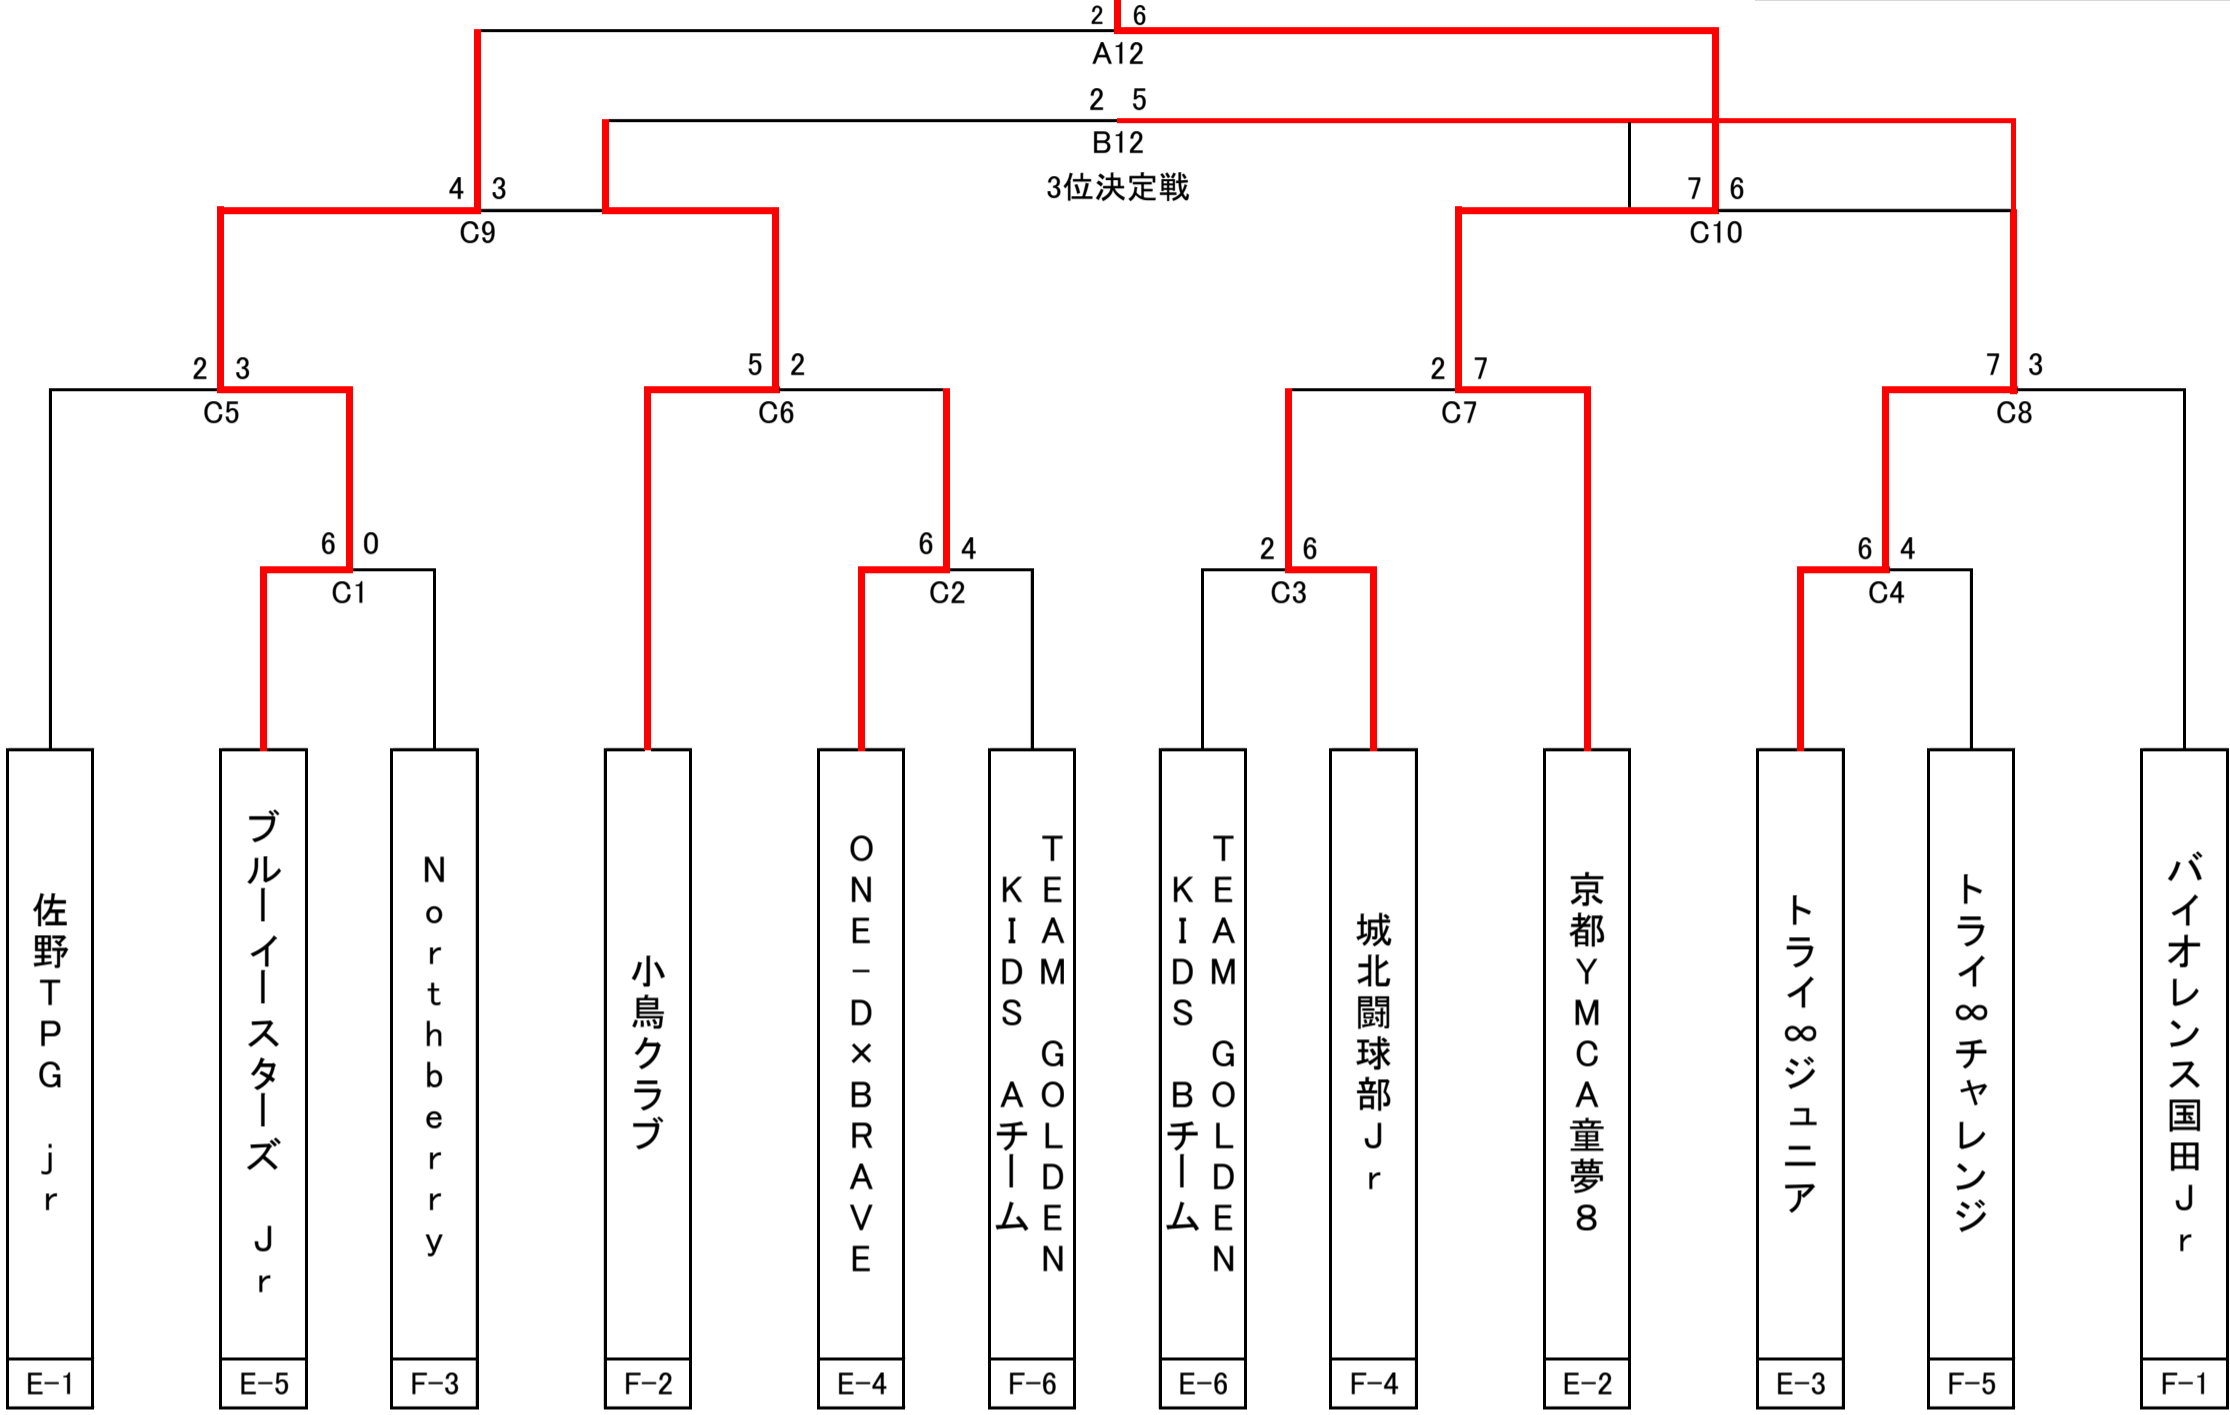 2 6
A12
2 5
B12
3位決定戦
4 3
C9
7 6
C10
2 3
C5
5 2
C6
2 7
C7
7 3
C8
6 0
C1
6 4
C2
2 6
C3
6 4
C4
佐野TPG jr
ブルーイースターズ Jr
Northberry
小鳥クラブ
ONE-D×BRAVE
TEAM GOLDEN
KIDS Aチーム
TEAM GOLDEN
KIDS Bチーム
城北闘球部Jr
京都YMCA童夢8
トライ∞ジュニア
トライ∞チャレンジ
バイオレンス国田Jr
E-1
E-5
F-3
F-2
E-4
F-6
E-6
F-4
E-2
E-3
F-5
F-1